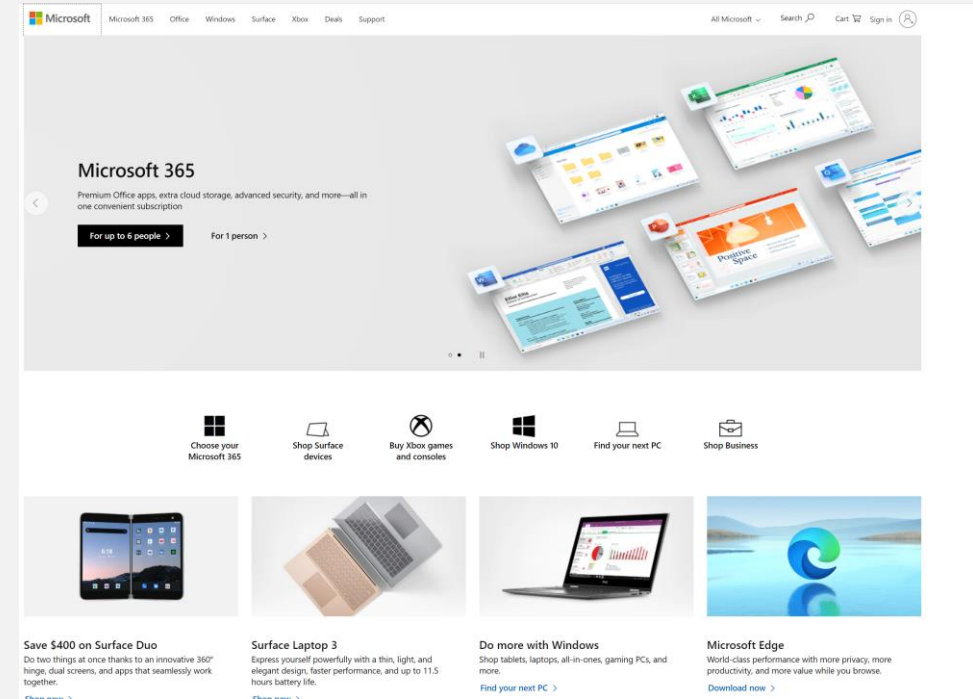 Microsoft
Microsoft 365
Office
Windows
Surface
Xbox
Deals
Support
All Microsoft
Search
Cart
Sign in
Microsoft 365
Premium Office apps, extra cloud storage, advanced security, and more—all in
one convenient subscription
For up to 6 people
For 1 person
Positive
Space
Choose your
Microsoft 365
Shop Surface
devices
Buy Xbox games
and consoles
Shop Windows 10
Find your next PC
Shop Business
Save $400 on Surface Duo
Do two things at once thanks to an innovative 360°
hinge, dual screens, and apps that seamlessly work
together.
Shop now
Surface Laptop 3
Express yourself powerfully with a thin, light, and
elegant design, faster performance, and up to 11.5
hours battery life.
Shop now
Do more with Windows
Shop tablets, laptops, all-in-ones, gaming PCs, and
more.
Find your next PC
Microsoft Edge
World-class performance with more privacy, more
productivity, and more value while you browse.
Download now